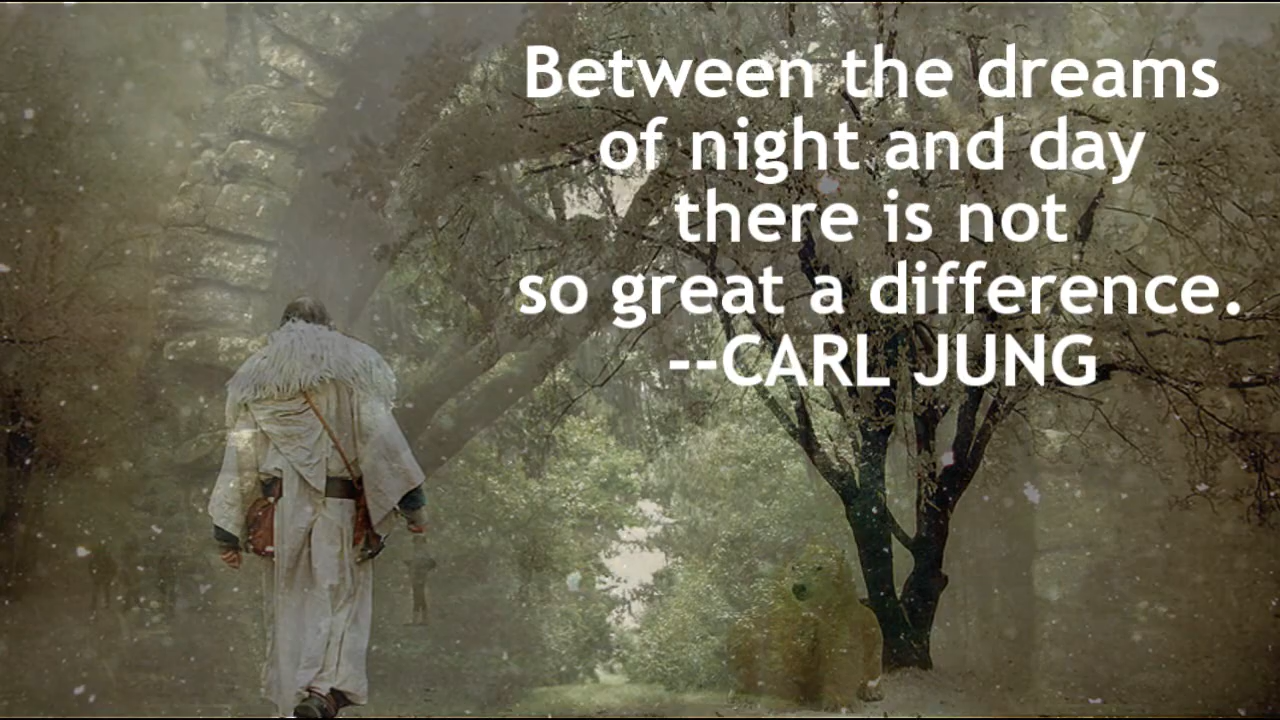 Between the dreams
of night and day
there is not
so great a difference.
--CARL JUNG